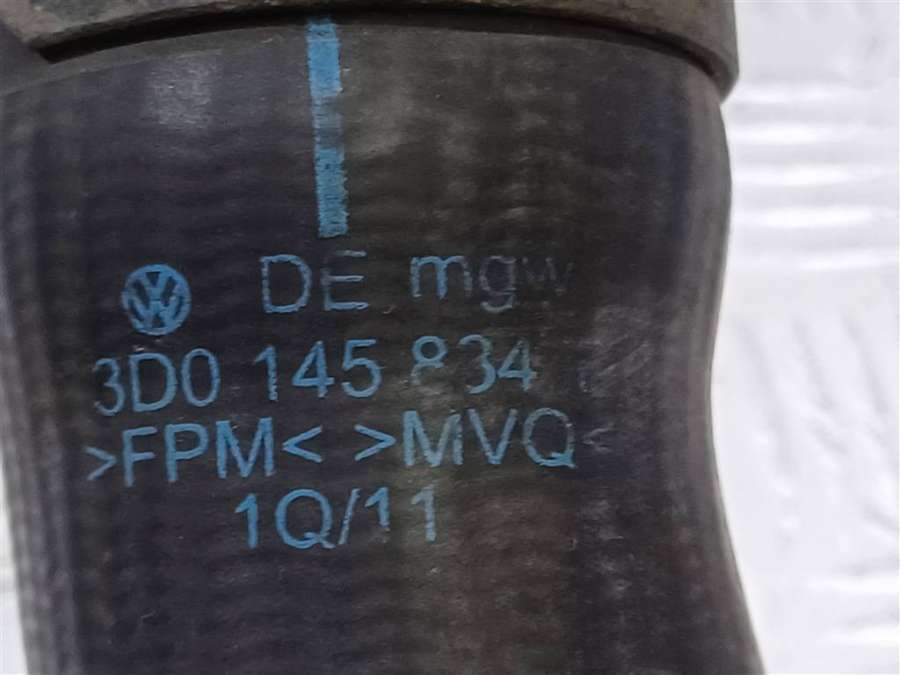 DE mgw
3D0 145 834
>FPM< >MVQ<
1Q/11